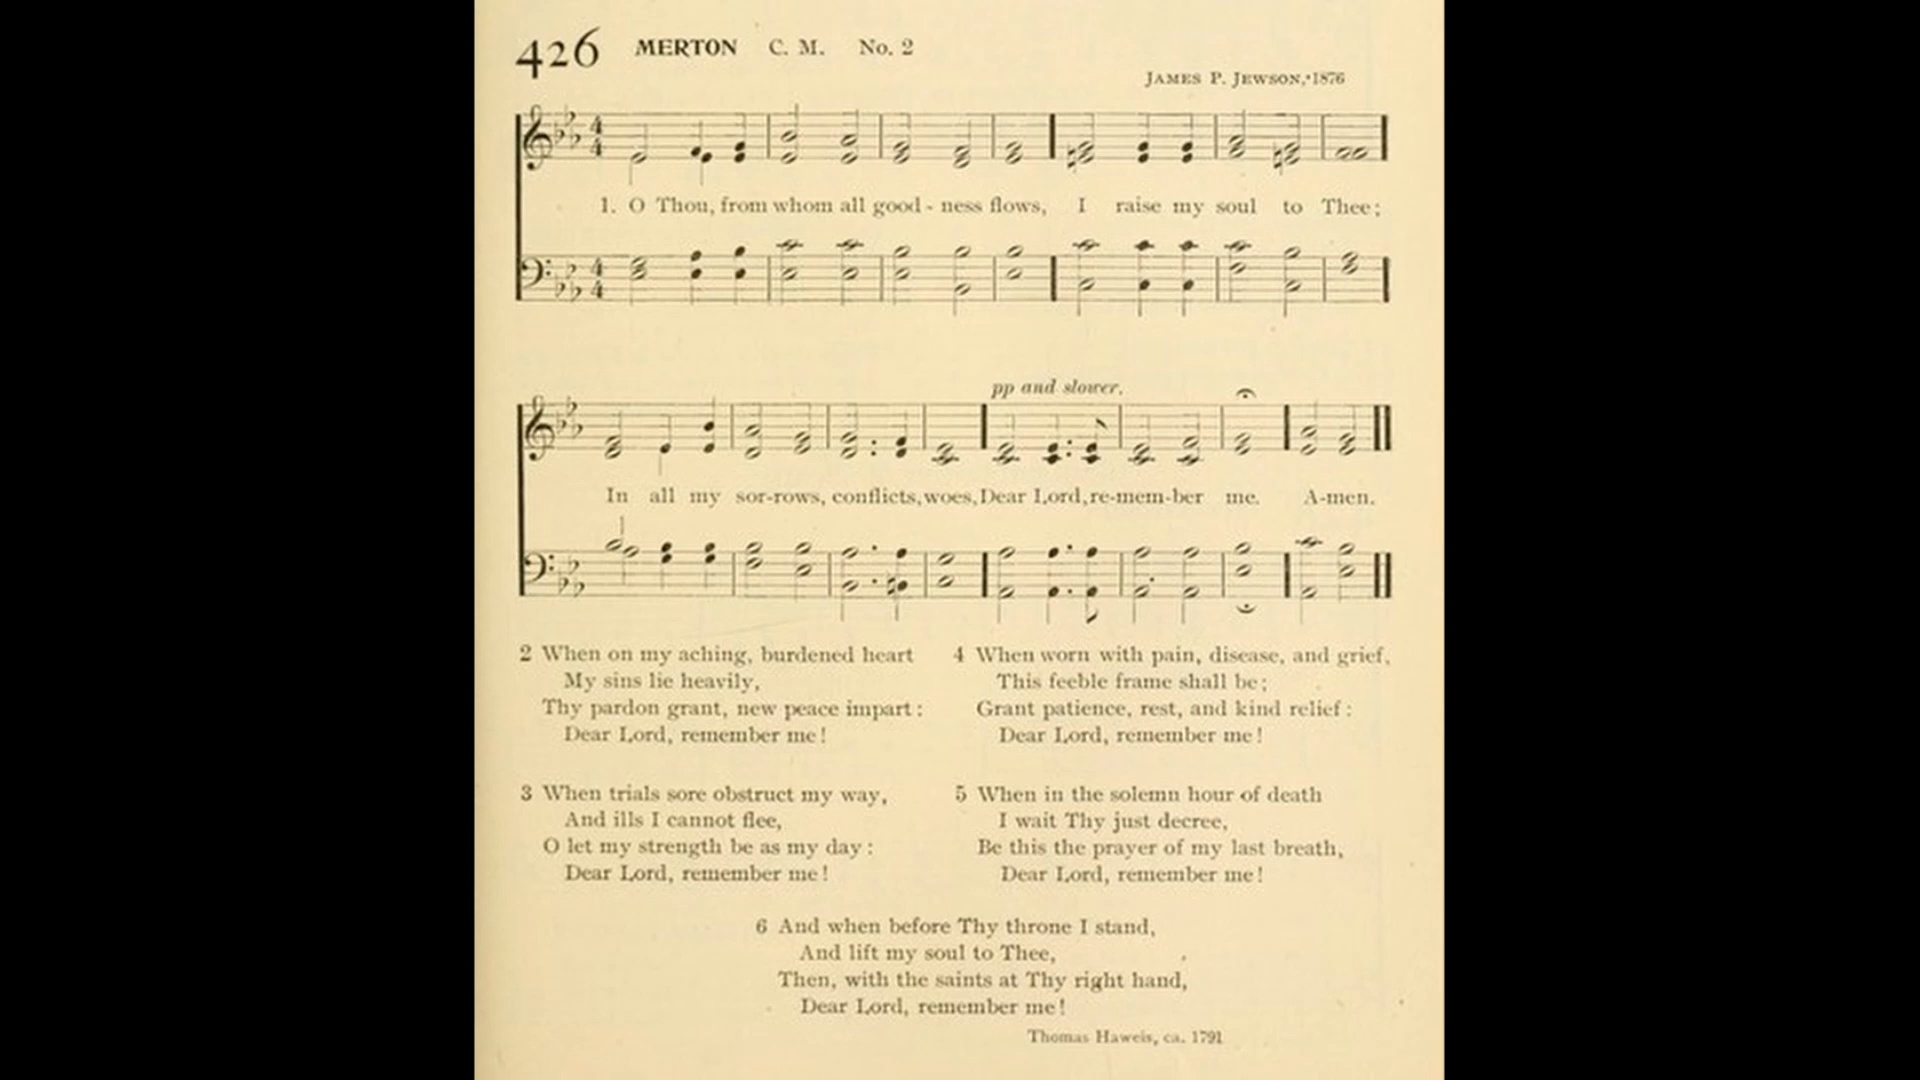 426 MERTON C. M. No. 2
JAMES P. JEWSON, 1876
1. O Thou, from whom all good - ness flows, I raise my soul to Thee;
pp and slower.
In all my sor-rows, conflicts, woes, Dear Lord, re-mem-ber me. A-men.
2 When on my aching, burdened heart
My sins lie heavily,
Thy pardon grant, new peace impart:
Dear Lord, remember me!
3 When trials sore obstruct my way,
And ills I cannot flee,
O let my strength be as my day:
Dear Lord, remember me!
4 When worn with pain, disease, and grief,
This feeble frame shall be;
Grant patience, rest, and kind relief:
Dear Lord, remember me!
5 When in the solemn hour of death
I wait Thy just decree,
Be this the prayer of my last breath,
Dear Lord, remember me!
6 And when before Thy throne I stand,
And lift my soul to Thee,
Then, with the saints at Thy right hand,
Dear Lord, remember me!
Thomas Haweis, ca. 1791